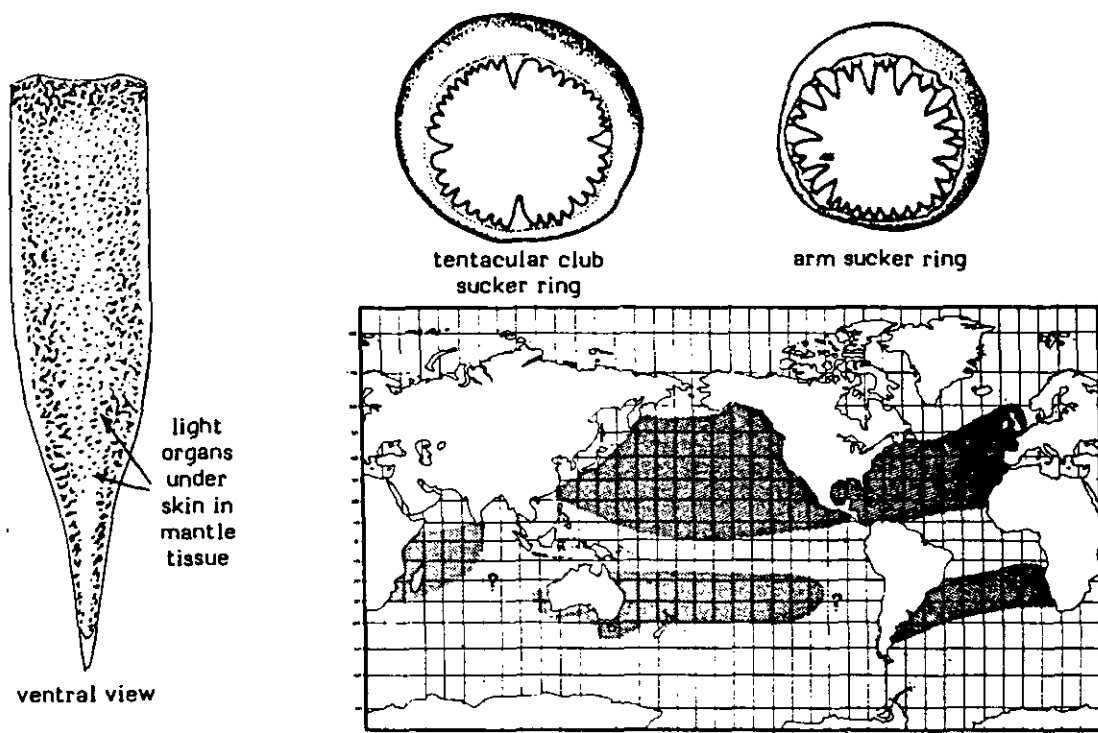 tentacular club
sucker ring
arm sucker ring
light
organs
under
skin in
mantle
tissue
ventral view
?
?